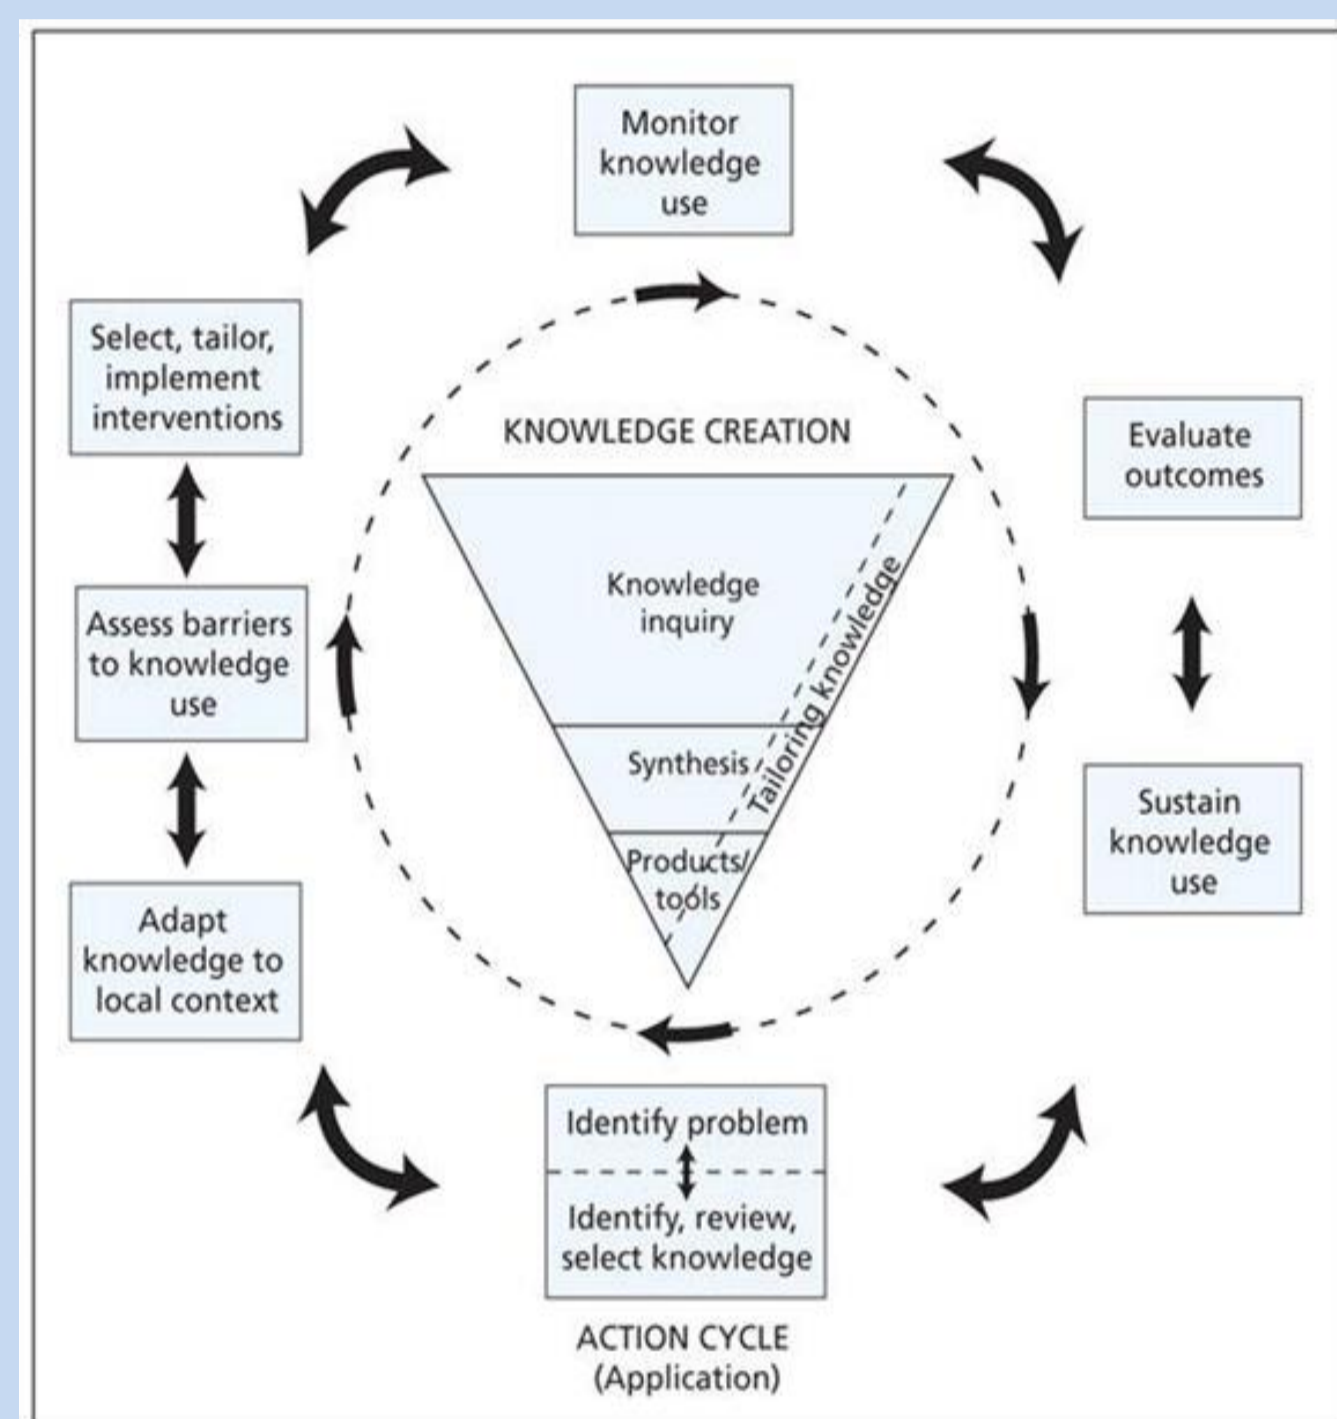 Monitor
knowledge
use
Select, tailor,
implement
interventions
KNOWLEDGE CREATION
Evaluate
outcomes
Knowledge
inquiry
Tailoring knowledge
Assess barriers
to knowledge
use
Synthesis
Sustain
knowledge
use
Products/
tools
Adapt
knowledge to
local context
Identify problem
Identify, review,
select knowledge
ACTION CYCLE
(Application)